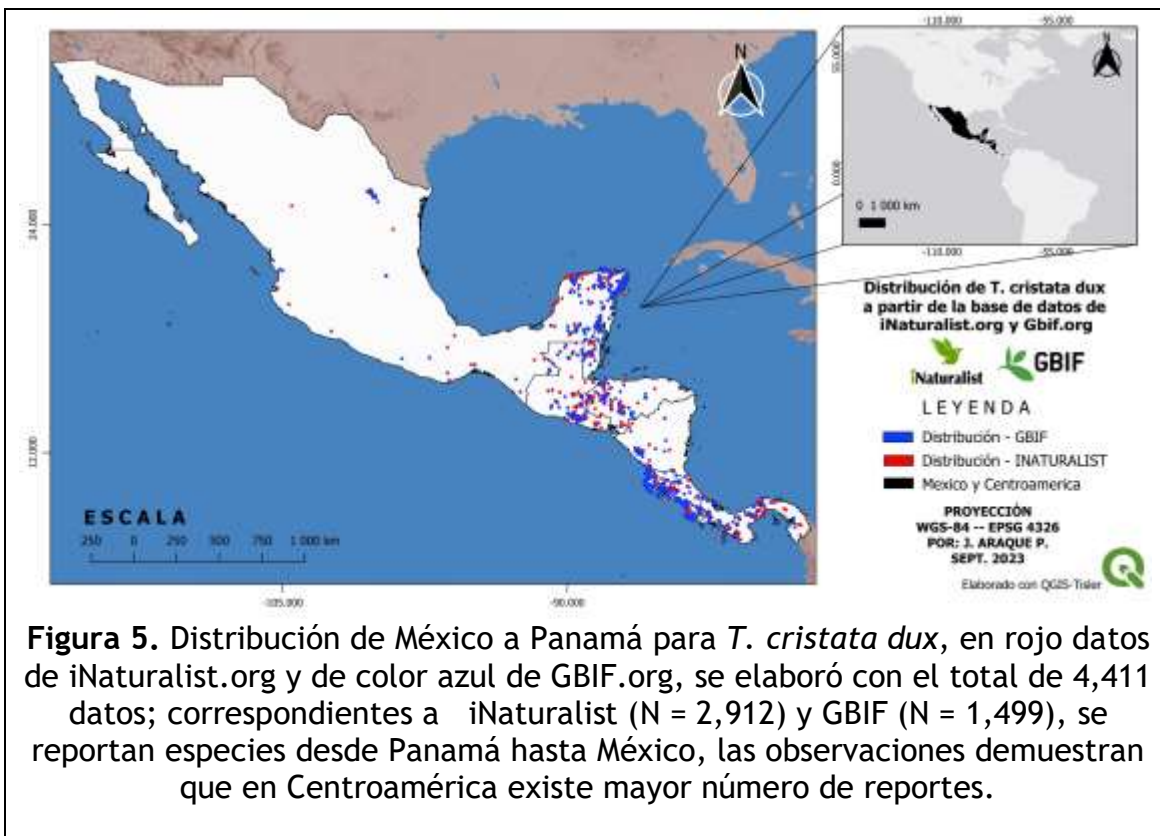 -110.000 -95.000
N
N
55.000
0.000
0 1 000 km
-110.000 -95.000
24.000
12.000
Distribución de T. cristata dux
a partir de la base de datos de
iNaturalist.org y Gbif.org
iNaturalist GBIF
LEYENDA
Distribución - GBIF
Distribución - INATURALIST
Mexico y Centroamerica
PROYECCIÓN
WGS-84 -- EPSG 4326
POR: J. ARAQUE P.
SEPT. 2023
Elaborado con QGIS-Tisler
ESCALA
250 0 250 500 750 1 000 km
-105.000 -90.000
Figura 5. Distribución de México a Panamá para T. cristata dux, en rojo datos
de iNaturalist.org y de color azul de GBIF.org, se elaboró con el total de 4,411
datos; correspondientes a iNaturalist (N = 2,912) y GBIF (N = 1,499), se
reportan especies desde Panamá hasta México, las observaciones demuestran
que en Centroamérica existe mayor número de reportes.